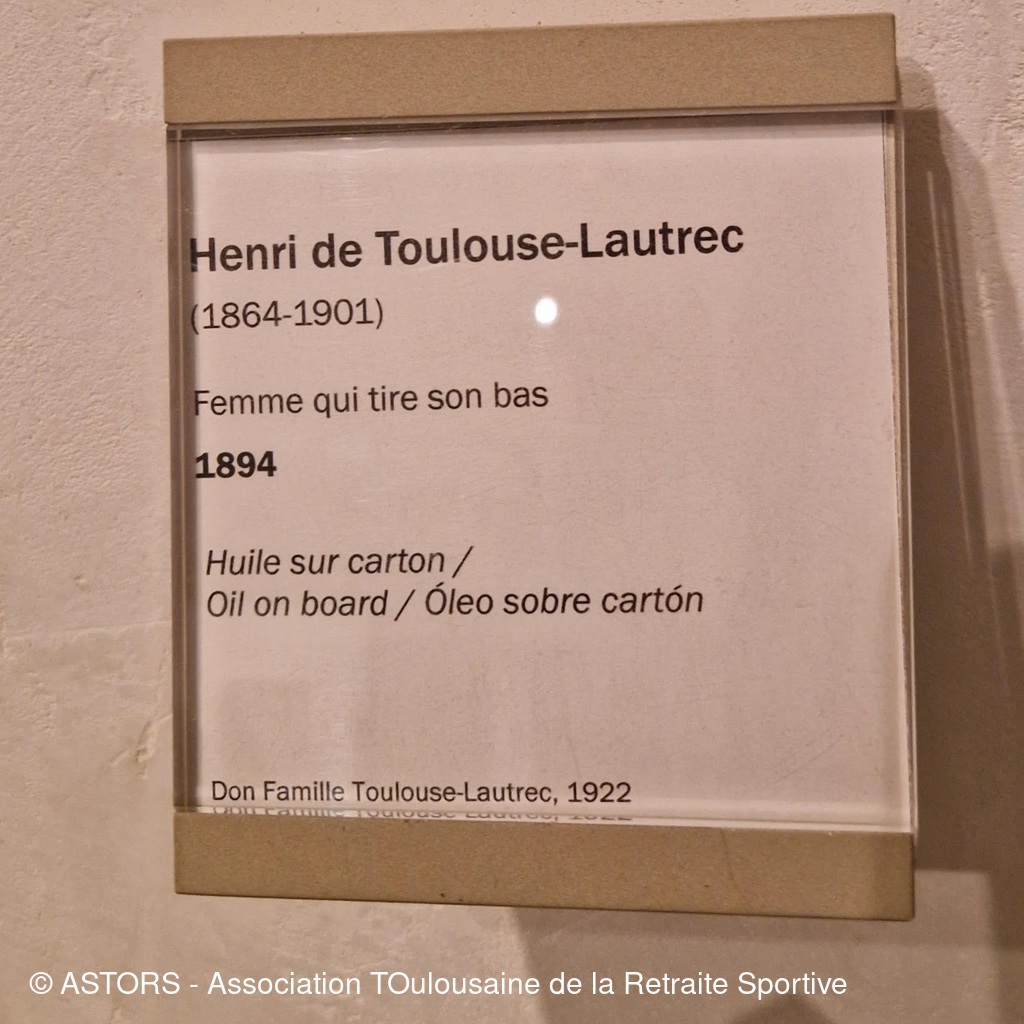 Henri de Toulouse-Lautrec
(1864-1901)
Femme qui tire son bas
1894
Huile sur carton /
Oil on board / Óleo sobre cartón
Don Famille Toulouse-Lautrec, 1922
© ASTORS - Association TOulousaine de la Retraite Sportive